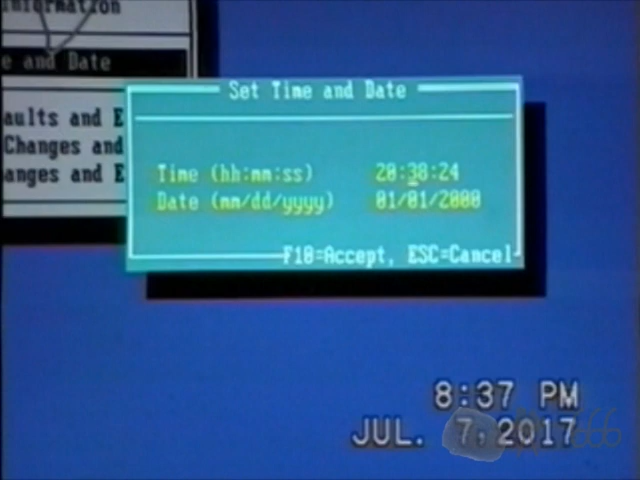 Information
e and Date
aults and E
Changes and
anges and E
Set Time and Date
Time (hh:mm:ss) 20:38:24
Date (mm/dd/yyyy) 01/01/2000
F10=Accept, ESC=Cancel
8:37 PM
JUL. 7, 2017